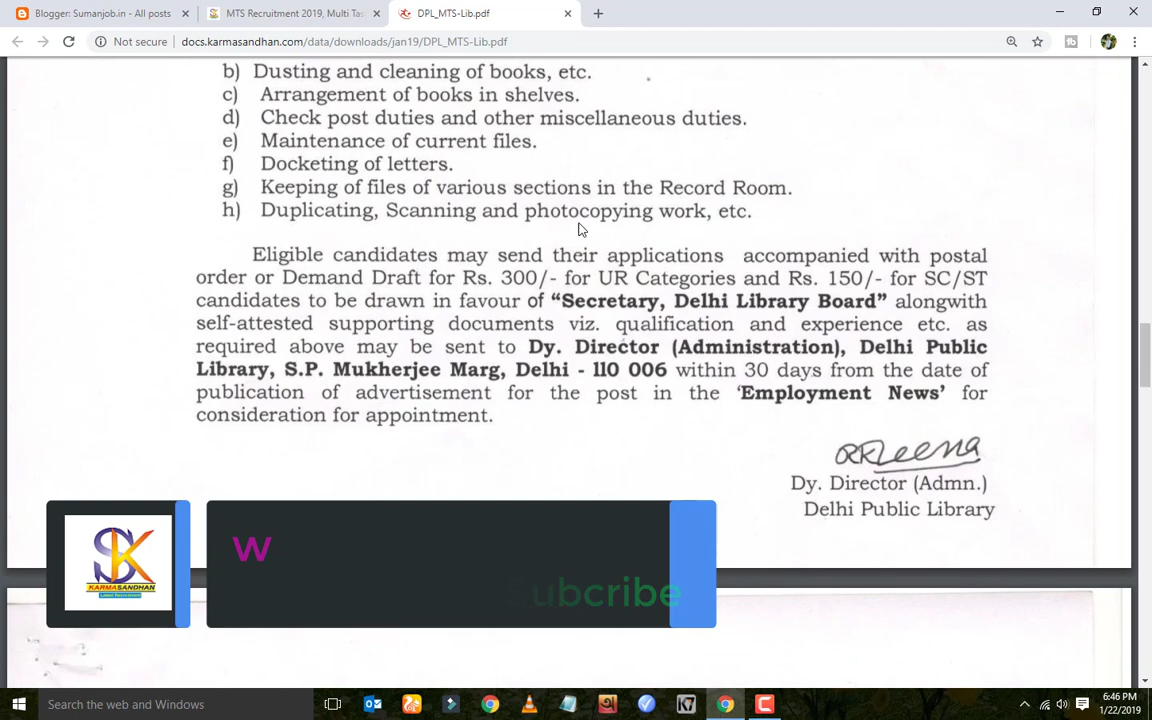 Blogger: Sumanjob.in - All posts
MTS Recruitment 2019, Multi Tas
DPL_MTS-Lib.pdf
Not secure
docs.karmasandhan.com/data/downloads/jan19/DPL_MTS-Lib.pdf
b) Dusting and cleaning of books, etc.
c) Arrangement of books in shelves.
d) Check post duties and other miscellaneous duties.
e) Maintenance of current files.
f) Docketing of letters.
g) Keeping of files of various sections in the Record Room.
h) Duplicating, Scanning and photocopying work, etc.
Eligible candidates may send their applications accompanied with postal
order or Demand Draft for Rs. 300/- for UR Categories and Rs. 150/- for SC/ST
candidates to be drawn in favour of “Secretary, Delhi Library Board” alongwith
self-attested supporting documents viz. qualification and experience etc. as
required above may be sent to Dy. Director (Administration), Delhi Public
Library, S.P. Mukherjee Marg, Delhi - 110 006 within 30 days from the date of
publication of advertisement for the post in the ‘Employment News’ for
consideration for appointment.
Dy. Director (Admn.)
Delhi Public Library
SK
KARMASANDHAN
Latest Recruitment
W
Subcribe
Search the web and Windows
6:46 PM
1/22/2019